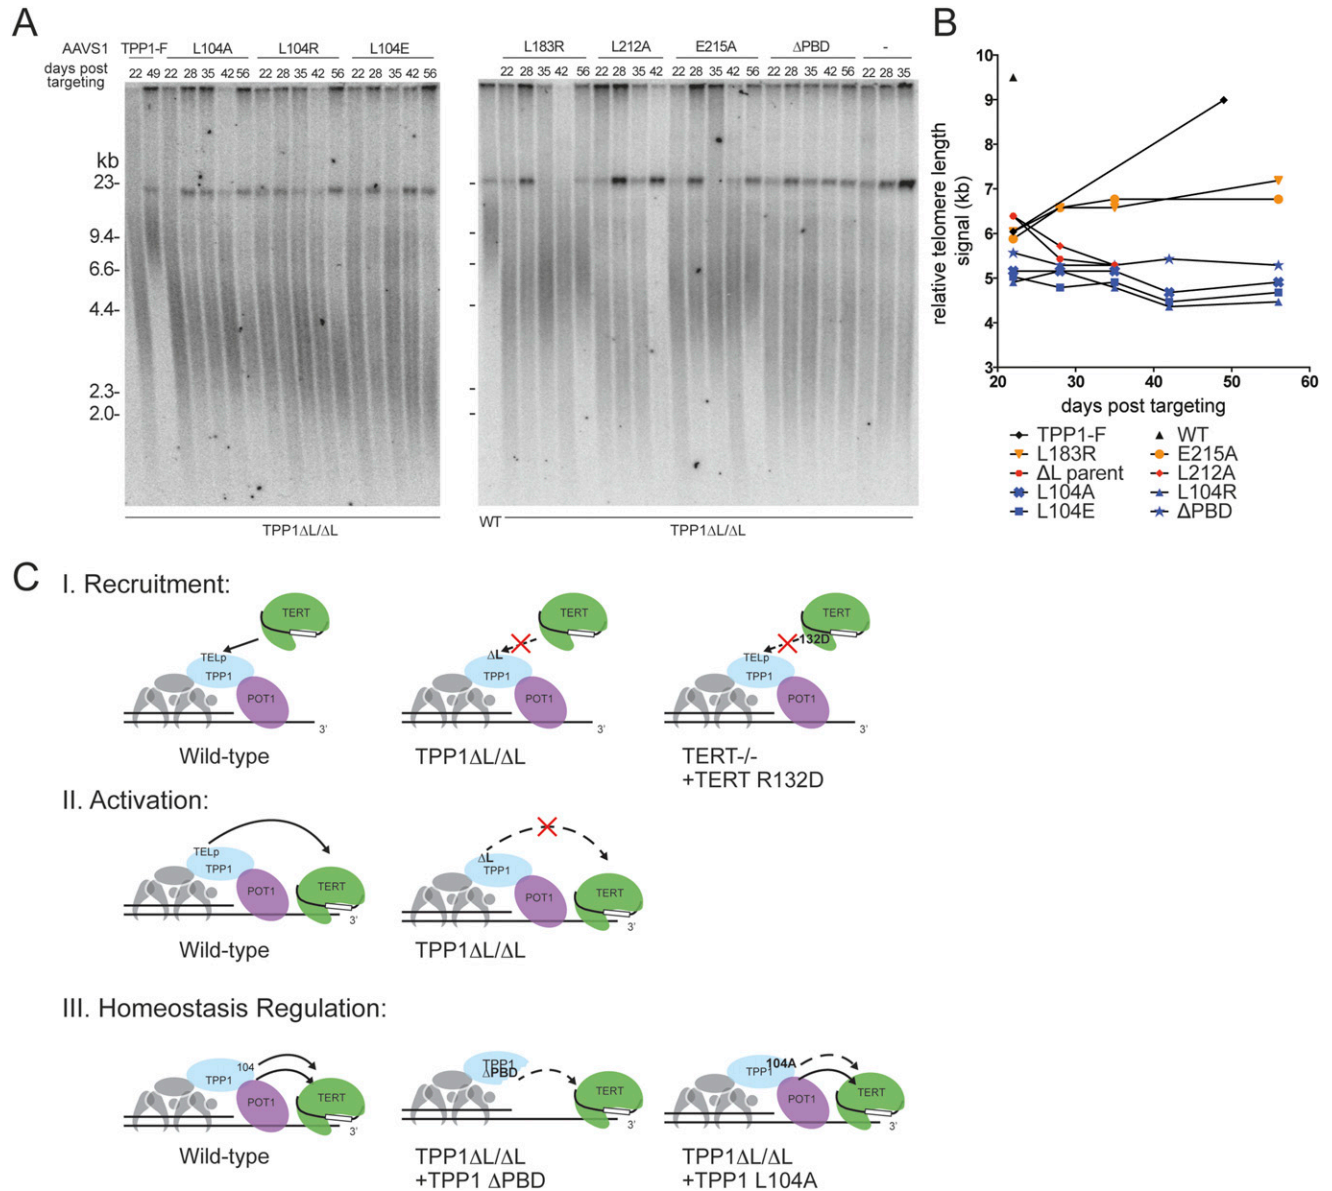 A
AAVS1 TPP1-F L104A L104R L104E
days post targeting 22 49 22 28 35 42 56 22 28 35 42 56 22 28 35 42 56
L183R L212A E215A ΔPBD -
22 28 35 42 56 22 28 35 42 22 28 35 42 56 22 28 35 42 56 22 28 35
kb
23-
9.4-
6.6-
4.4-
2.3-
2.0-
TPP1ΔL/ΔL
WT TPP1ΔL/ΔL
B
relative telomere length
signal (kb)
10
9
8
7
6
5
4
3
20 30 40 50 60
days post targeting
TPP1-F WT
L183R E215A
ΔL parent L212A
L104A L104R
L104E ΔPBD
C
I. Recruitment:
TERT TERT 132D TERT
TELp ΔL TELp
TPP1 TPP1 TPP1
POT1 POT1 POT1
3' 3' 3'
Wild-type TPP1ΔL/ΔL TERT-/-
+TERT R132D
II. Activation:
TELp ΔL
TPP1 TPP1
POT1 TERT POT1 TERT
3' 3'
Wild-type TPP1ΔL/ΔL
III. Homeostasis Regulation:
104 TPP1 104A
TPP1 ΔPBD TPP1
POT1 TERT TERT POT1 TERT
3' 3' 3'
Wild-type TPP1ΔL/ΔL TPP1ΔL/ΔL
+TPP1 ΔPBD +TPP1 L104A